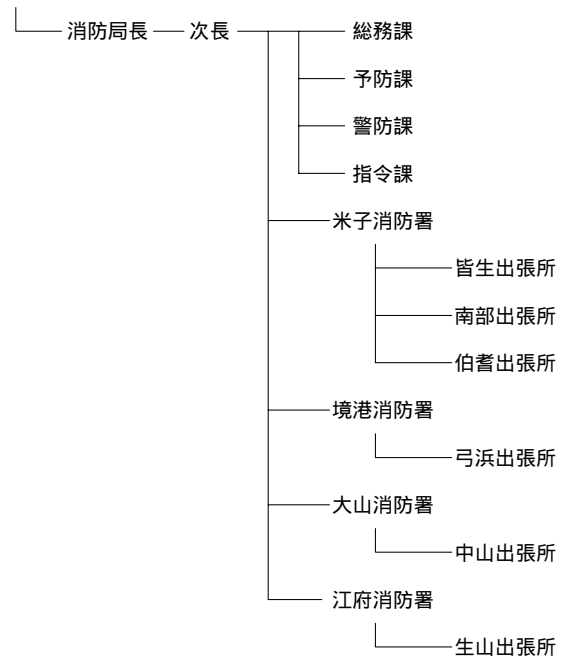 消防局長 次長 総務課
予防課
警防課
指令課
米子消防署
皆生出張所
南部出張所
伯耆出張所
境港消防署
弓浜出張所
大山消防署
中山出張所
江府消防署
生山出張所